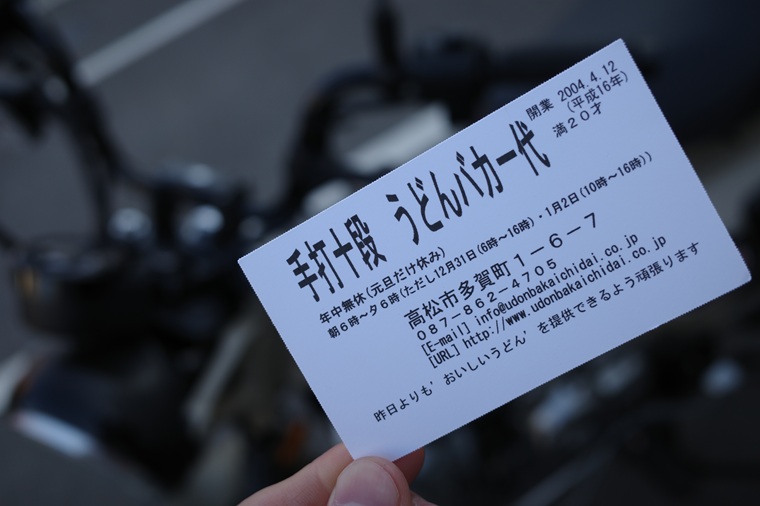 開業 2004.4.12
(平成16年)
満20才
手打十段 うどんバカ一代
年中無休(元旦だけ休み)
朝6時～夕6時(ただし12月31日(6時～16時)・1月2日(10時～16時))
高松市多賀町1－6－7
087－862－4705
[E-mail] info@udonbakaichidai.co.jp
[URL] http://www.udonbakaichidai.co.jp
昨日よりも’おいしいうどん’を提供できるよう頑張ります